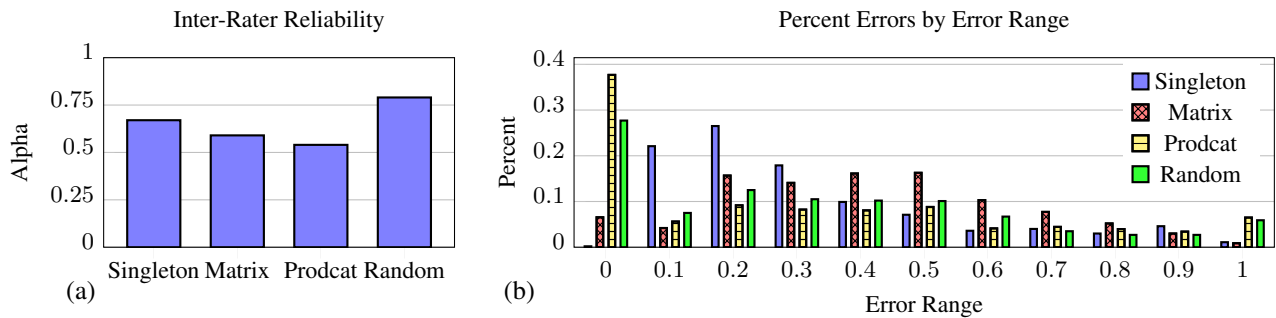 Inter-Rater Reliability
1
0.75
0.5
0.25
0
Alpha
Singleton Matrix Prodcat Random
(a)
Percent Errors by Error Range
0.4
0.3
0.2
0.1
0
Percent
Singleton
Matrix
Prodcat
Random
0 0.1 0.2 0.3 0.4 0.5 0.6 0.7 0.8 0.9 1
Error Range
(b)